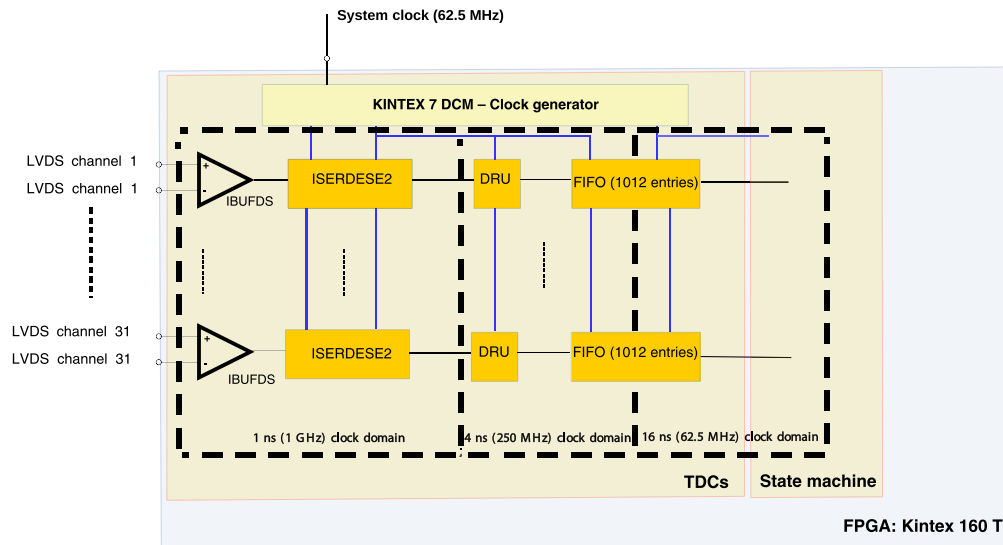 System clock (62.5 MHz)
KINTEX 7 DCM – Clock generator
LVDS channel 1
LVDS channel 1
IBUFDS
ISERDESE2
DRU
FIFO (1012 entries)
LVDS channel 31
LVDS channel 31
IBUFDS
ISERDESE2
DRU
FIFO (1012 entries)
1 ns (1 GHz) clock domain
4 ns (250 MHz) clock domain
16 ns (62.5 MHz) clock domain
TDCs
State machine
FPGA: Kintex 160 T